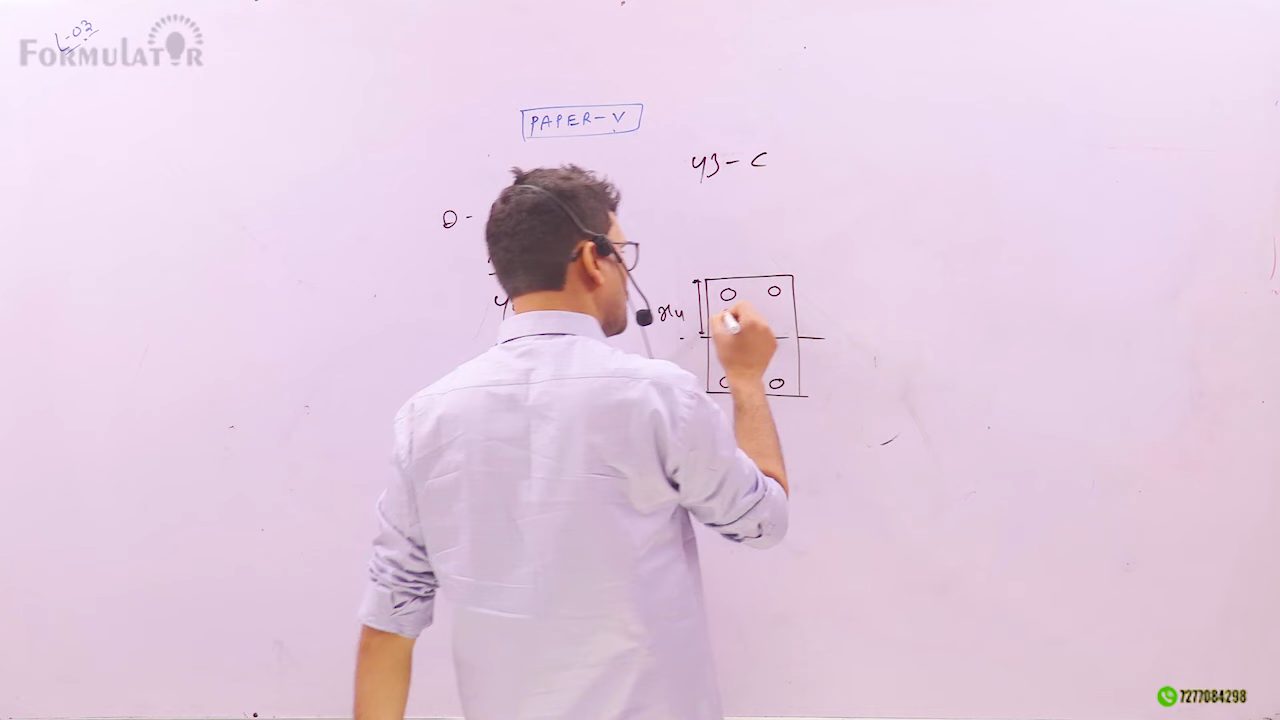 L-03
FORMULATOR
PAPER-V
43-C
Q-
xu
7277084298